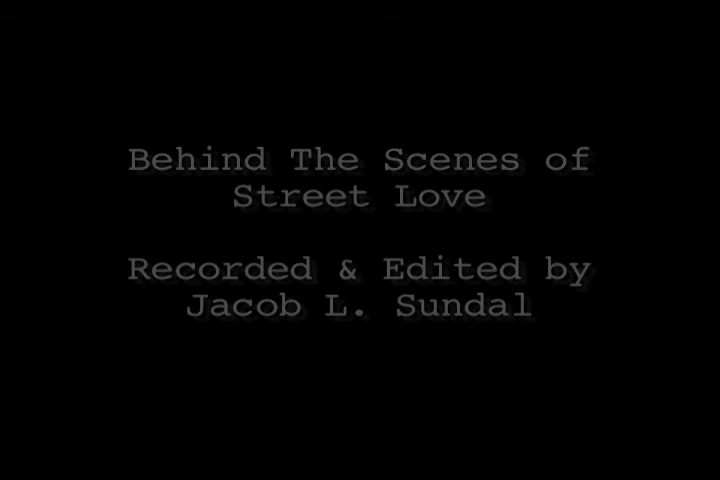 Behind The Scenes of
Street Love
Recorded & Edited by
Jacob L. Sundal